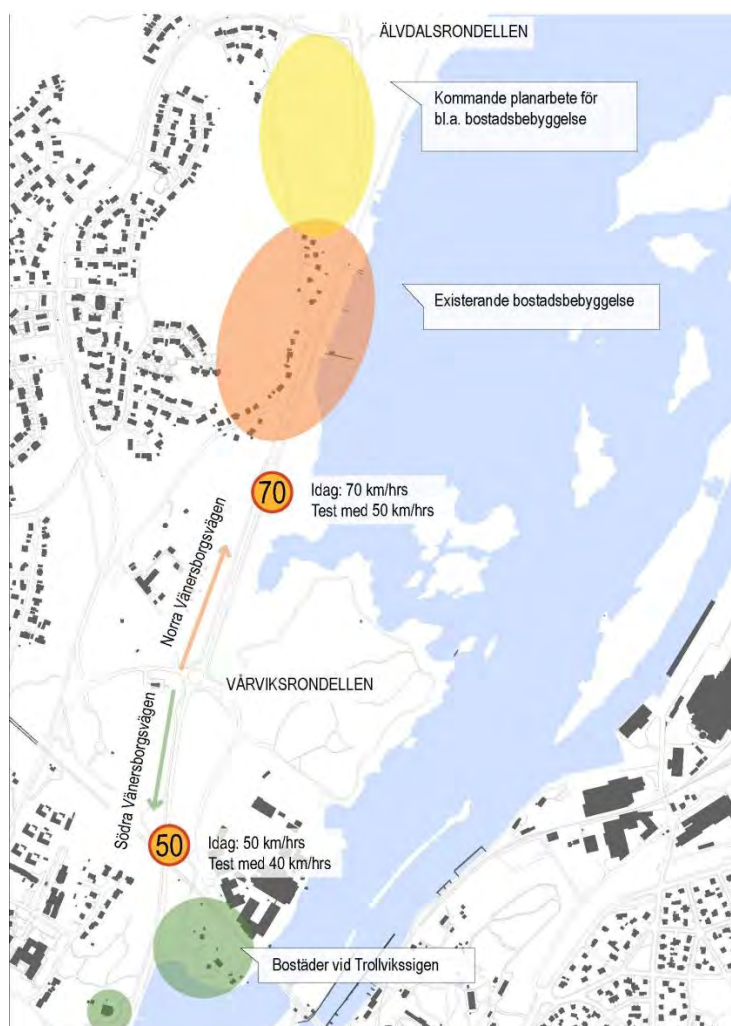 ÄLVDALSRONDELLEN
Kommande planarbete för
bl.a. bostadsbebyggelse
Existerande bostadsbebyggelse
70
Idag: 70 km/hrs
Test med 50 km/hrs
Norra Vänersborgsvägen
VÅRVIKSRONDELLEN
Södra Vänersborgsvägen
50
Idag: 50 km/hrs
Test med 40 km/hrs
Bostäder vid Trollvikssigen